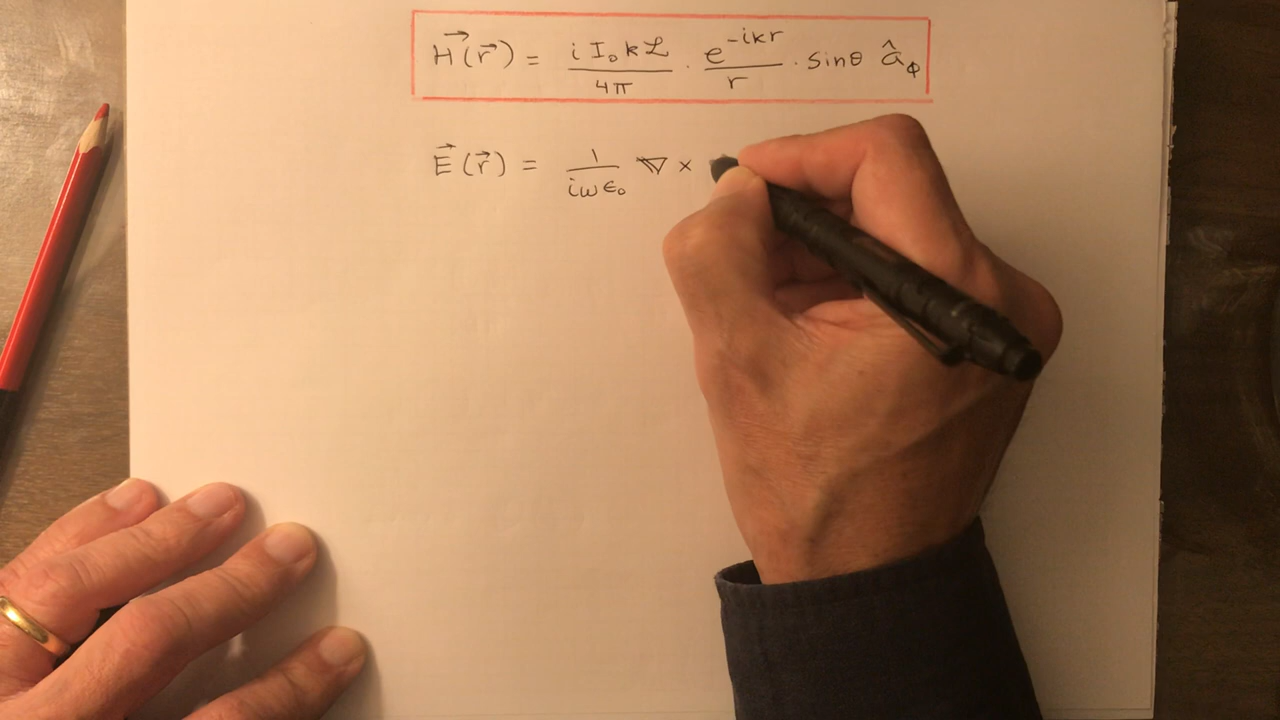 H⃗(r⃗) = i I₀ k ℒ / 4π · e^{-ikr} / r · sinθ â_ϕ
E⃗(r⃗) = 1 / iωϵ₀ ∇ ×